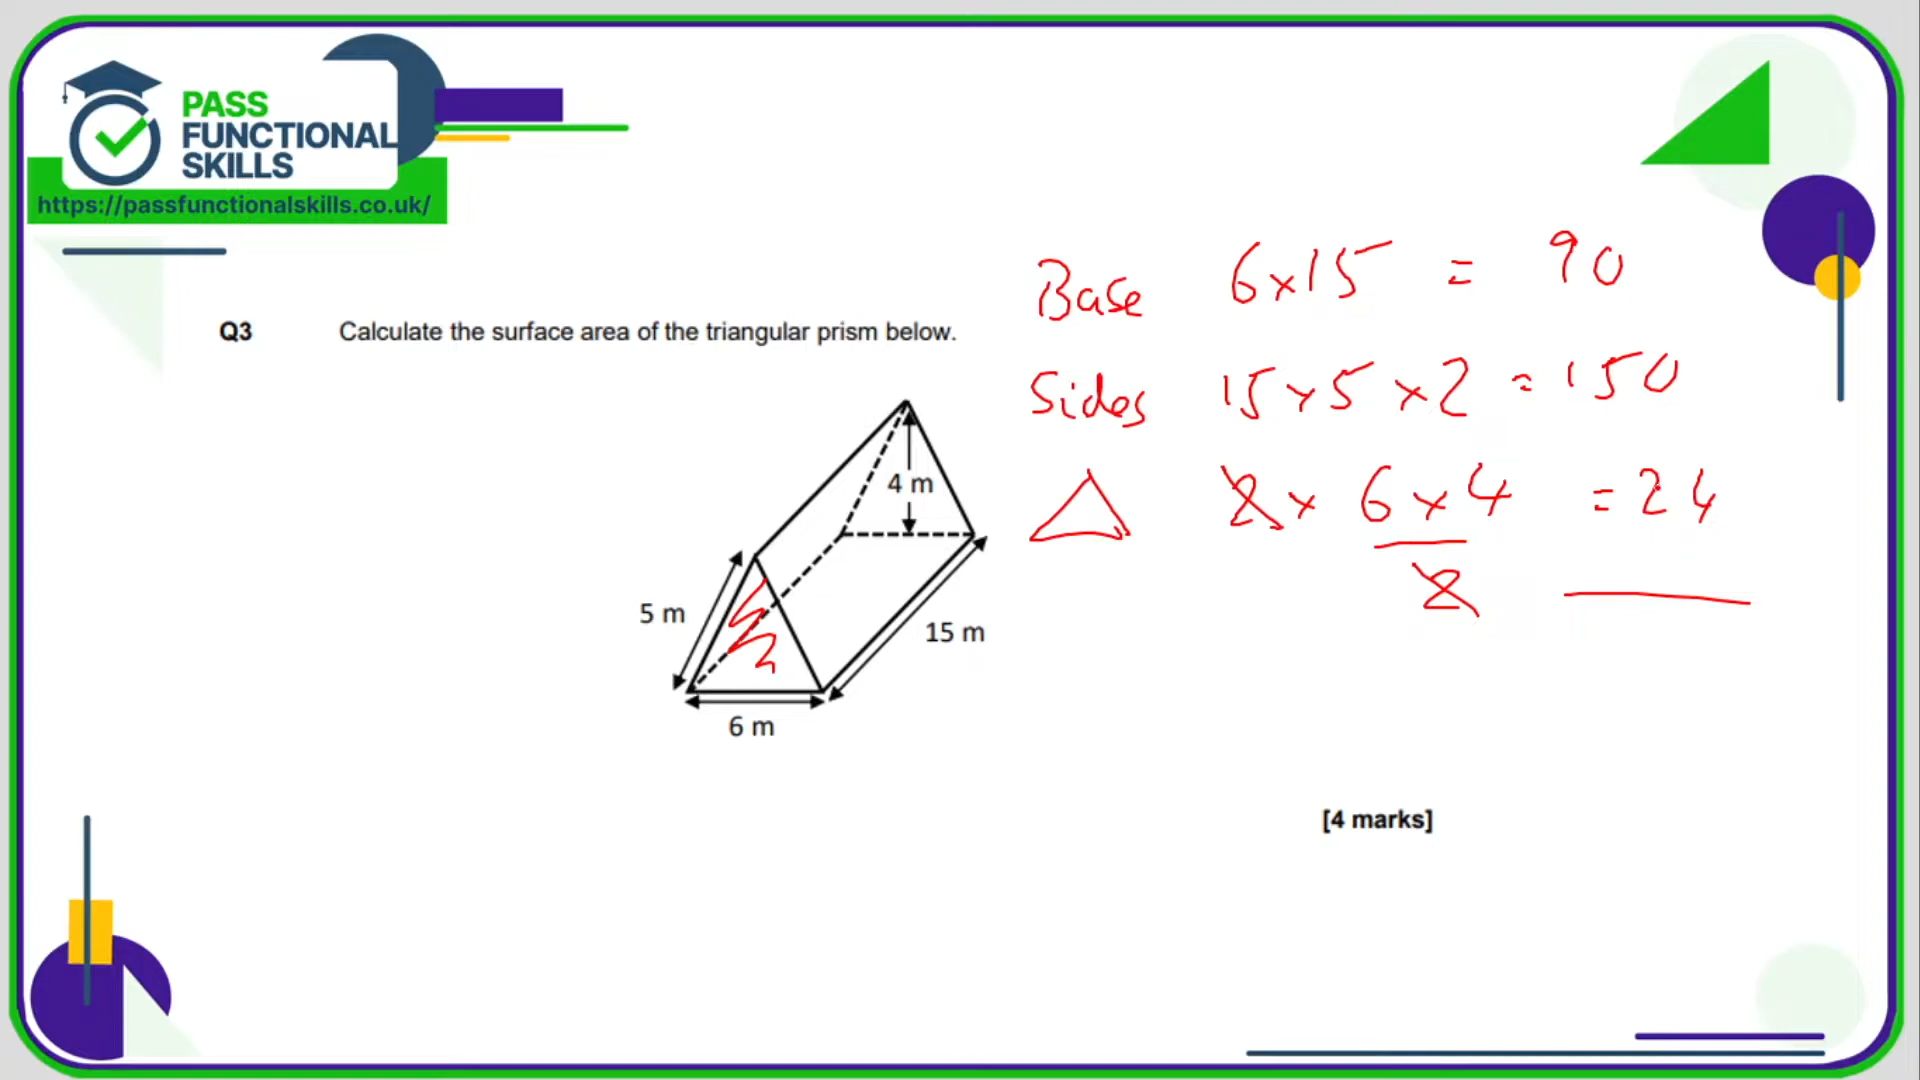 PASS
FUNCTIONAL
SKILLS
https://passfunctionalskills.co.uk/
Q3 Calculate the surface area of the triangular prism below.
Base 6x15 = 90
Sides 15x5x2 = 150
2x 6x4 = 24
2
4 m
5 m
15 m
6 m
[4 marks]